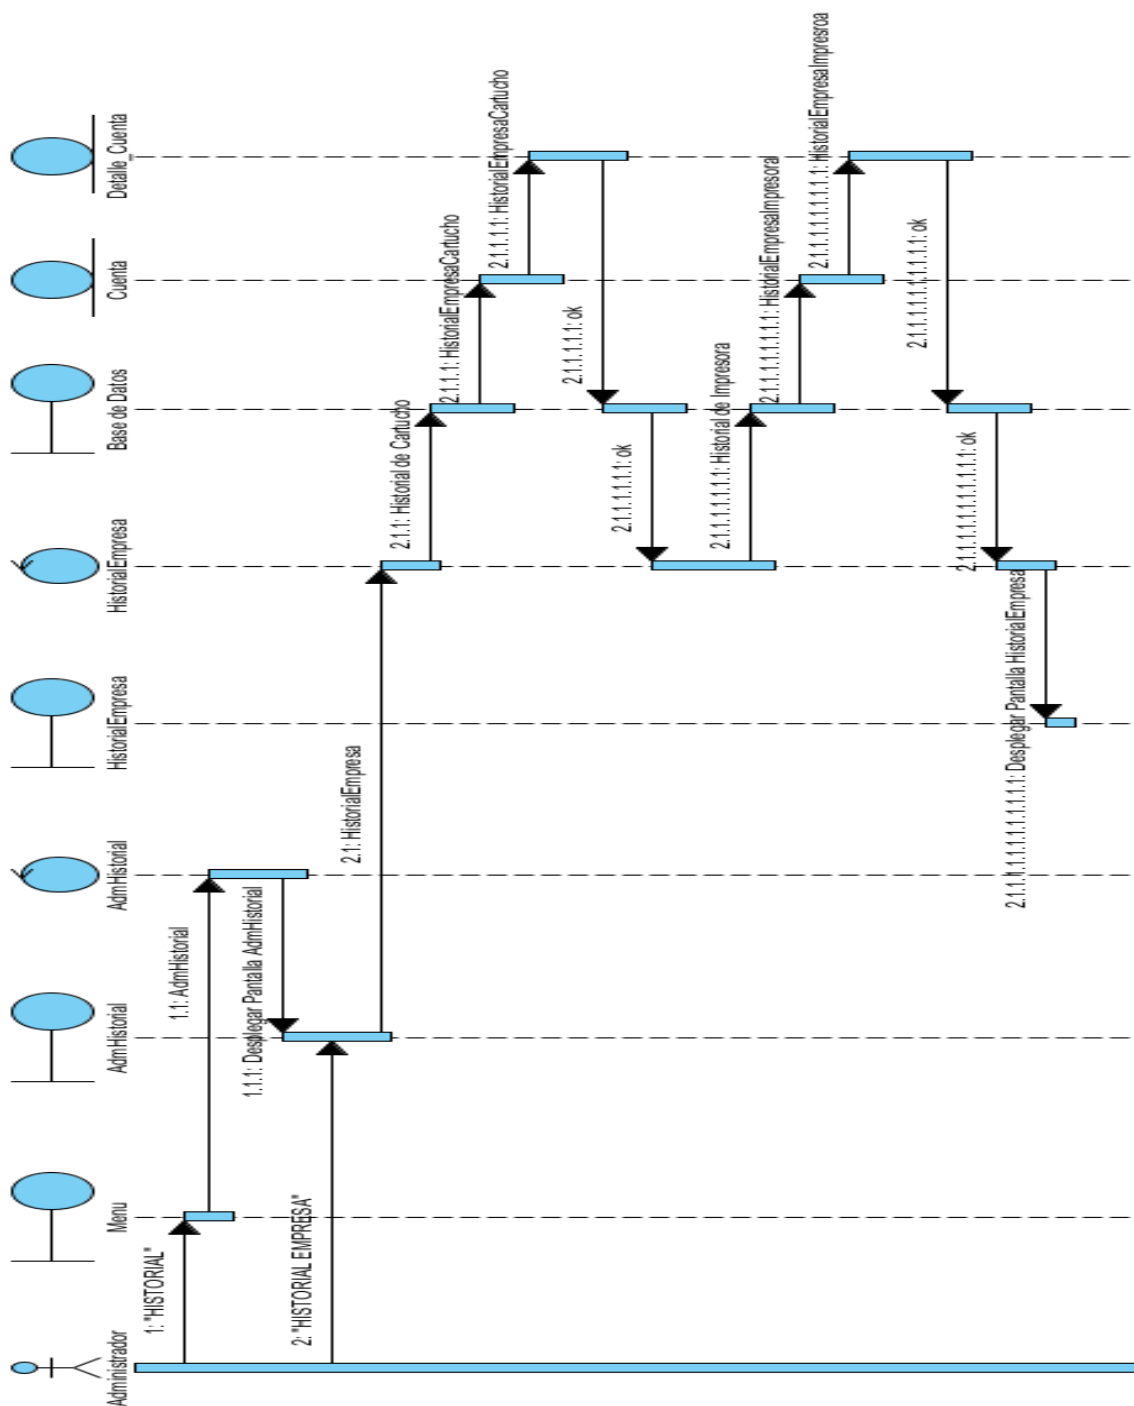 Administrador
Menu
AdmHistorial
AdmHistorial
HistorialEmpresa
HistorialEmpresa
Base de Datos
Cuenta
Detalle_Cuenta
1: "HISTORIAL"
1.1: AdmHistorial
1.1.1: Desplegar Pantalla AdmHistorial
2: "HISTORIAL EMPRESA"
2.1: HistorialEmpresa
2.1.1: Historial de Cartucho
2.1.1.1: HistorialEmpresaCartucho
2.1.1.1.1: HistorialEmpresaCartucho
2.1.1.1.1.1: ok
2.1.1.1.1.1.1: ok
2.1.1.1.1.1.1.1: Historial de Impresora
2.1.1.1.1.1.1.1.1: HistorialEmpresaImpresora
2.1.1.1.1.1.1.1.1.1: HistorialEmpresaImpresroa
2.1.1.1.1.1.1.1.1.1.1: ok
2.1.1.1.1.1.1.1.1.1.1.1: ok
2.1.1.1.1.1.1.1.1.1.1.1.1: Desplegar Pantalla HistorialEmpresa